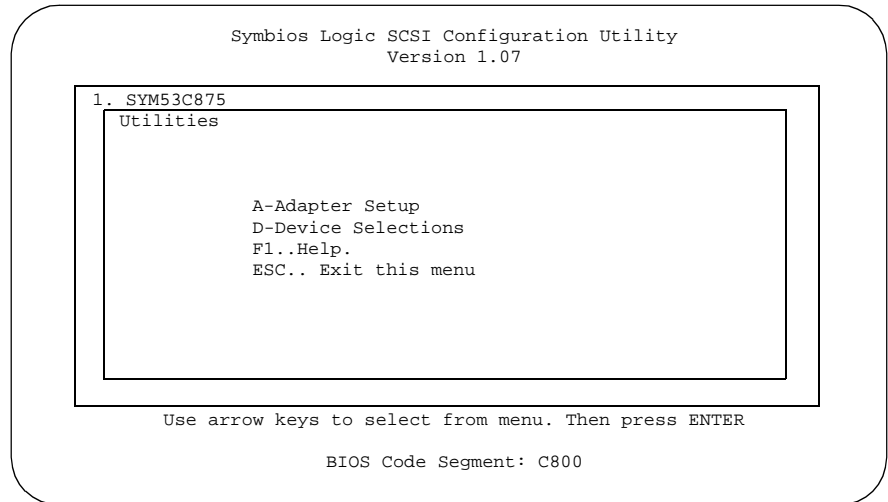 Symbios Logic SCSI Configuration Utility
Version 1.07
1. SYM53C875
Utilities
A-Adapter Setup
D-Device Selections
F1..Help.
ESC.. Exit this menu
Use arrow keys to select from menu. Then press ENTER
BIOS Code Segment: C800